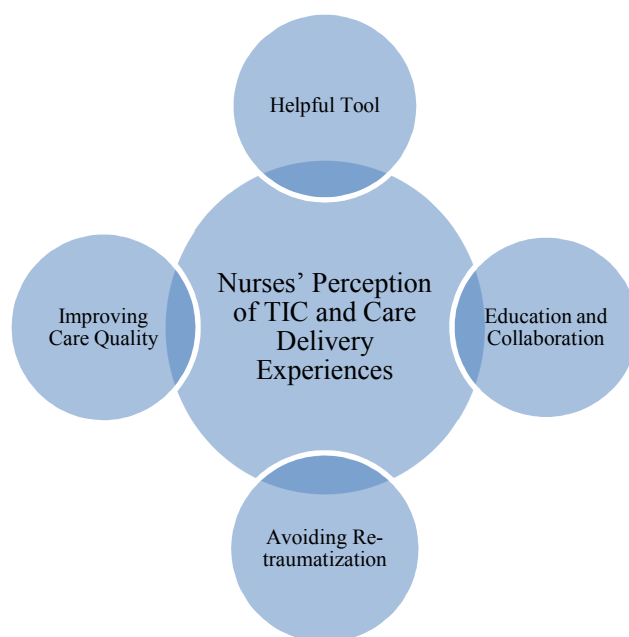 Helpful Tool
Improving
Care Quality
Nurses’ Perception
of TIC and Care
Delivery
Experiences
Education and
Collaboration
Avoiding Re-
traumatization